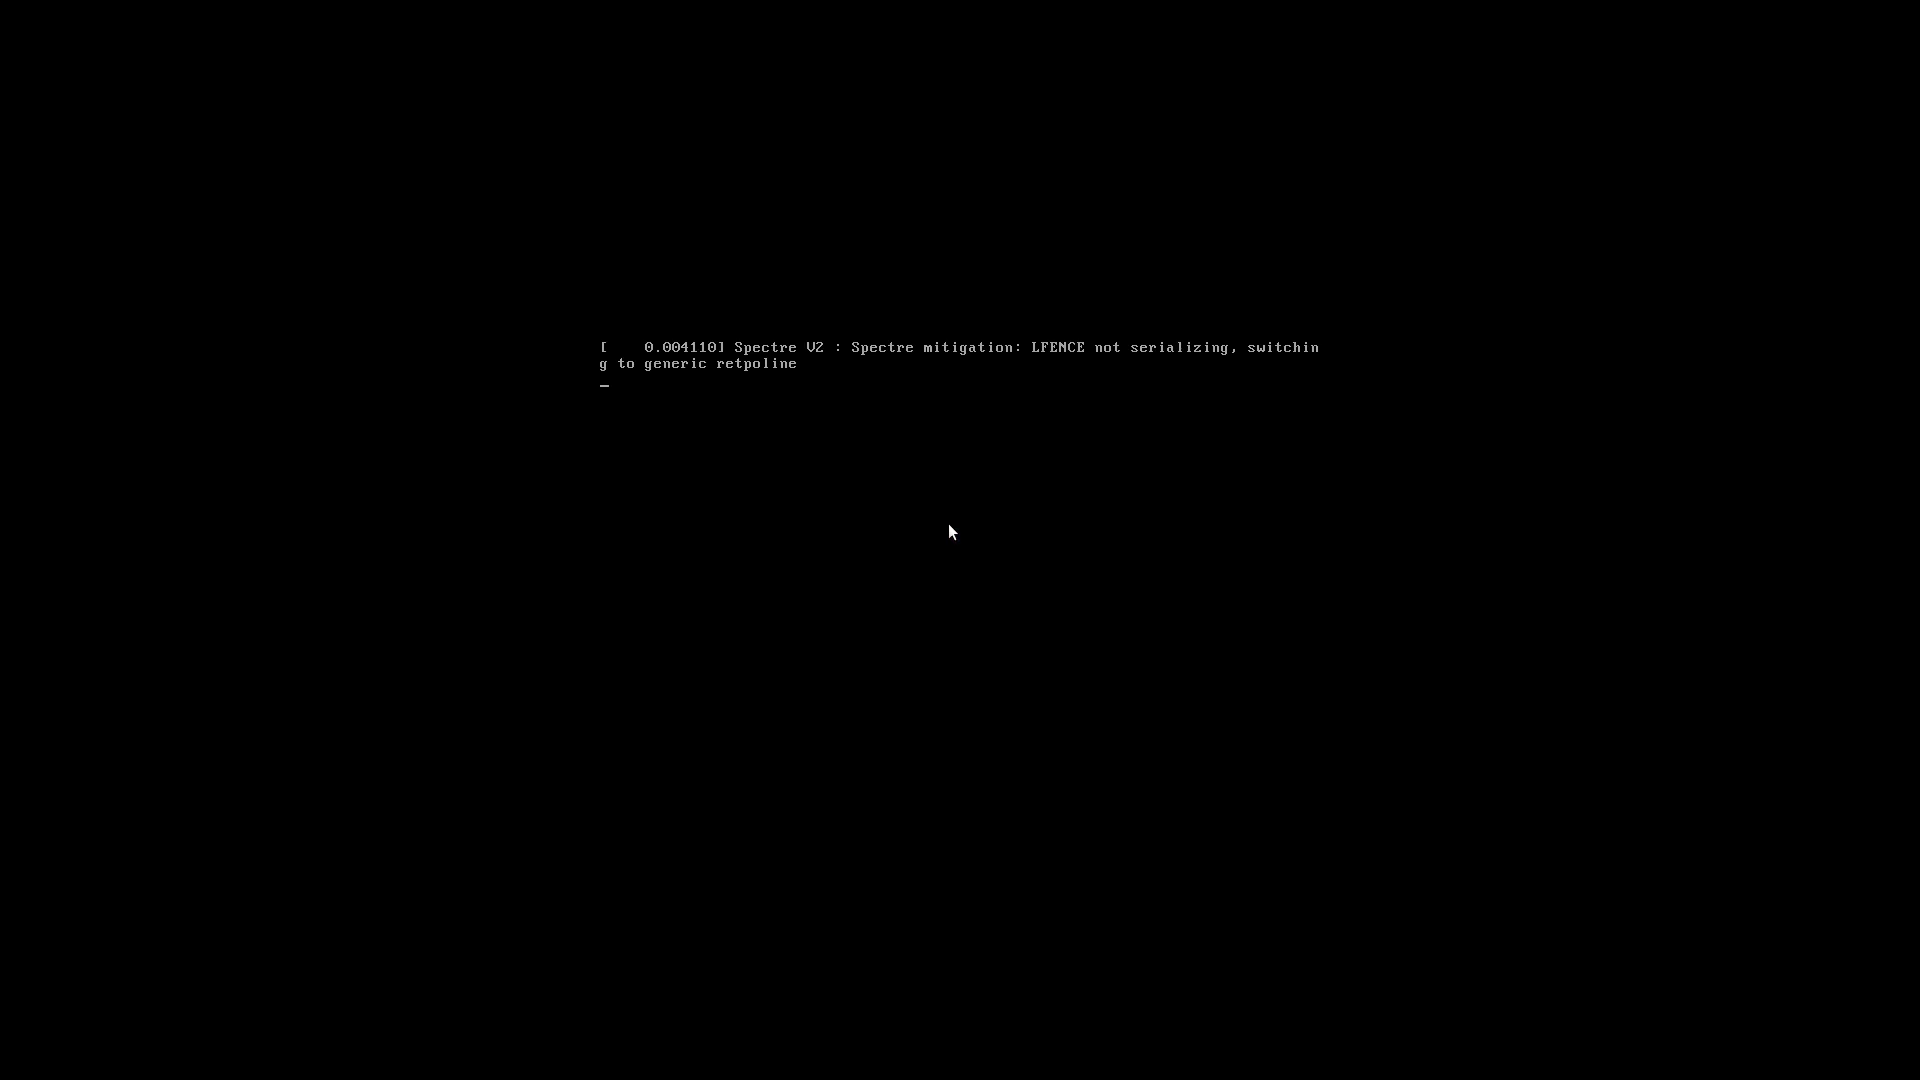 [    0.004110] Spectre V2 : Spectre mitigation: LFENCE not serializing, switchin
g to generic retpoline
_